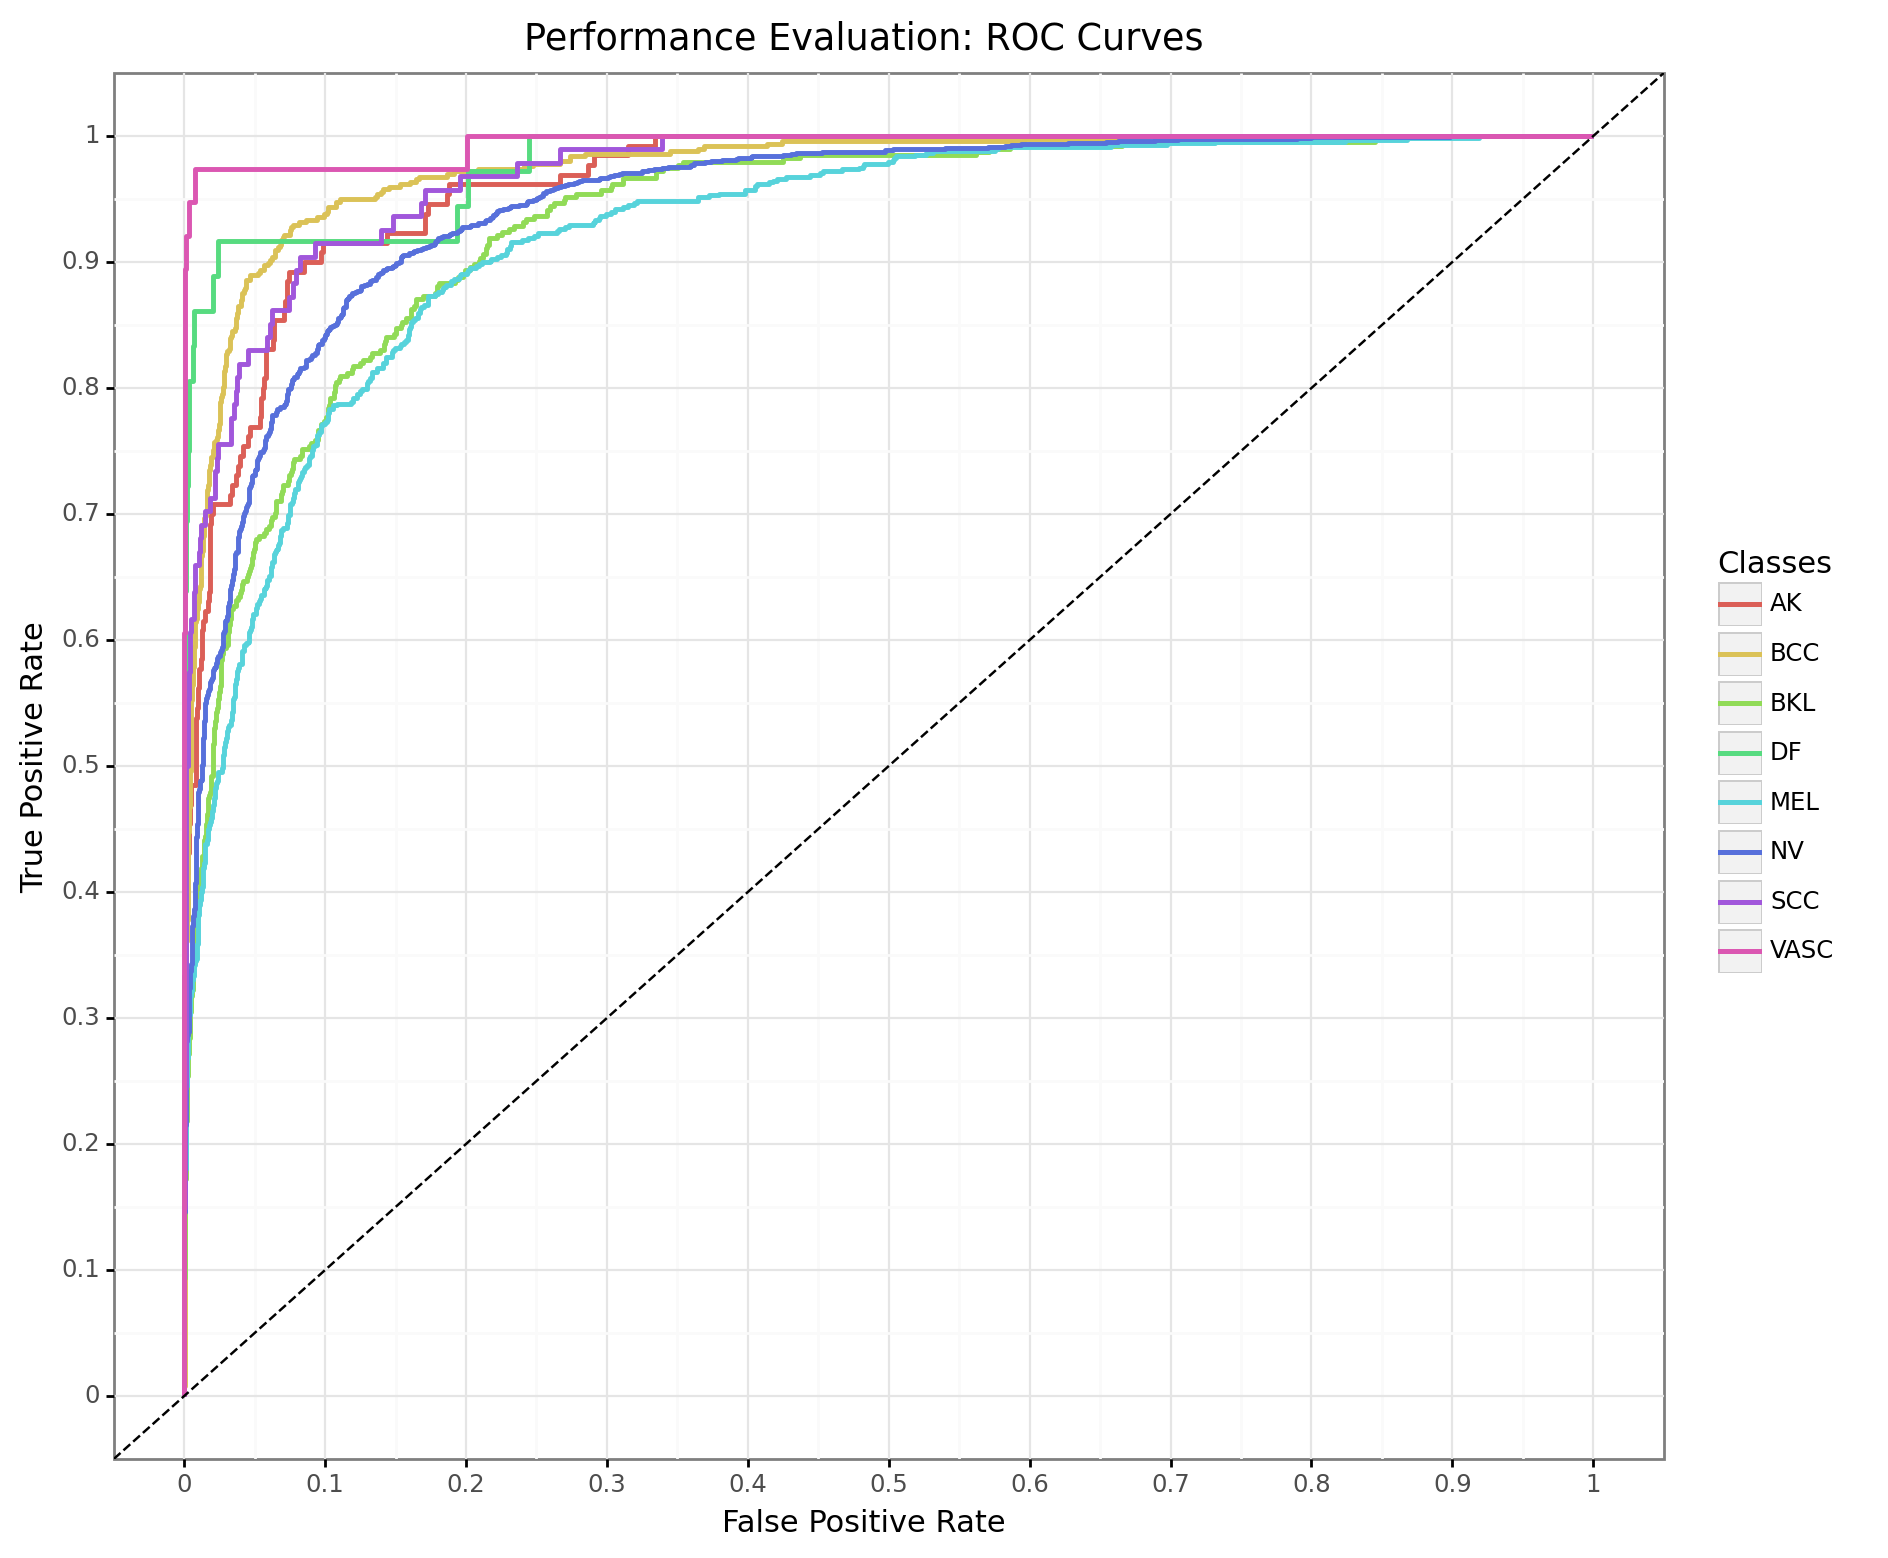 Performance Evaluation: ROC Curves
True Positive Rate
1
0.9
0.8
0.7
0.6
0.5
0.4
0.3
0.2
0.1
0
0
0.1
0.2
0.3
0.4
0.5
0.6
0.7
0.8
0.9
1
False Positive Rate
Classes
AK
BCC
BKL
DF
MEL
NV
SCC
VASC